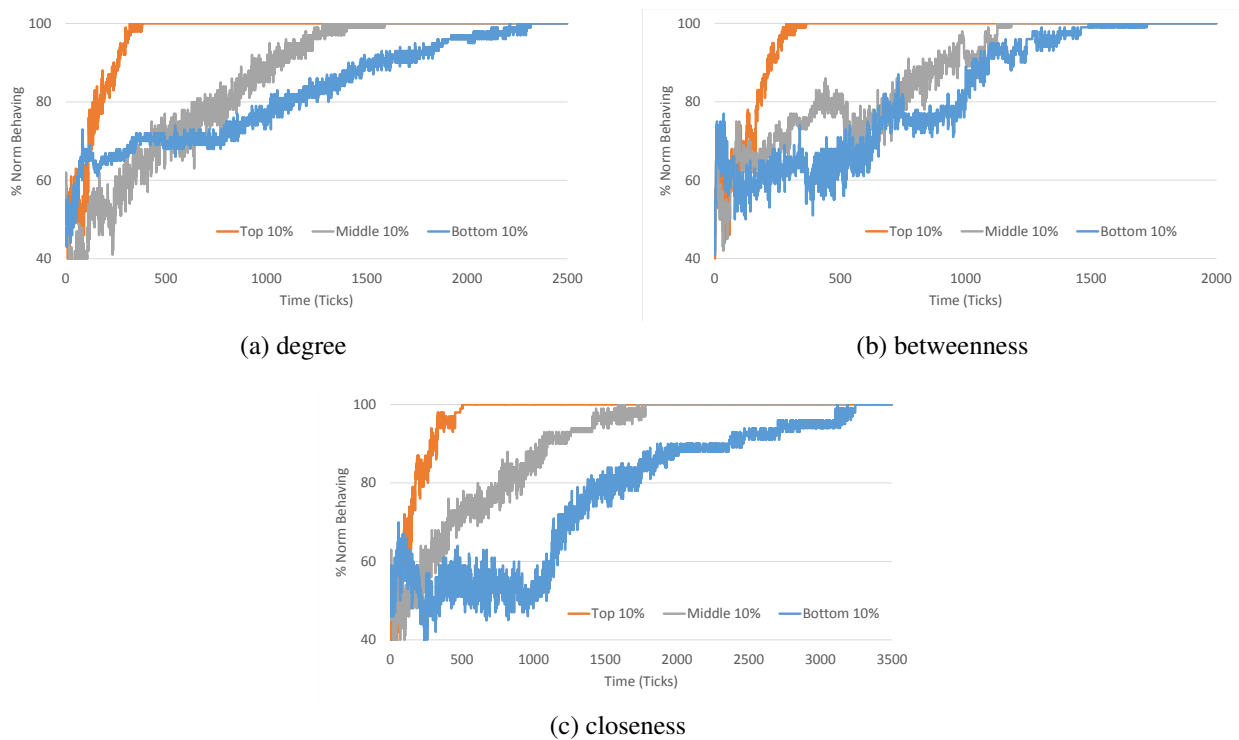 100
80
60
40
% Norm Behaving
Top 10% Middle 10% Bottom 10%
0 500 1000 1500 2000 2500
Time (Ticks)
(a) degree
100
80
60
40
% Norm Behaving
Top 10% Middle 10% Bottom 10%
0 500 1000 1500 2000
Time (Ticks)
(b) betweenness
100
80
60
40
% Norm Behaving
Top 10% Middle 10% Bottom 10%
0 500 1000 1500 2000 2500 3000 3500
Time (Ticks)
(c) closeness